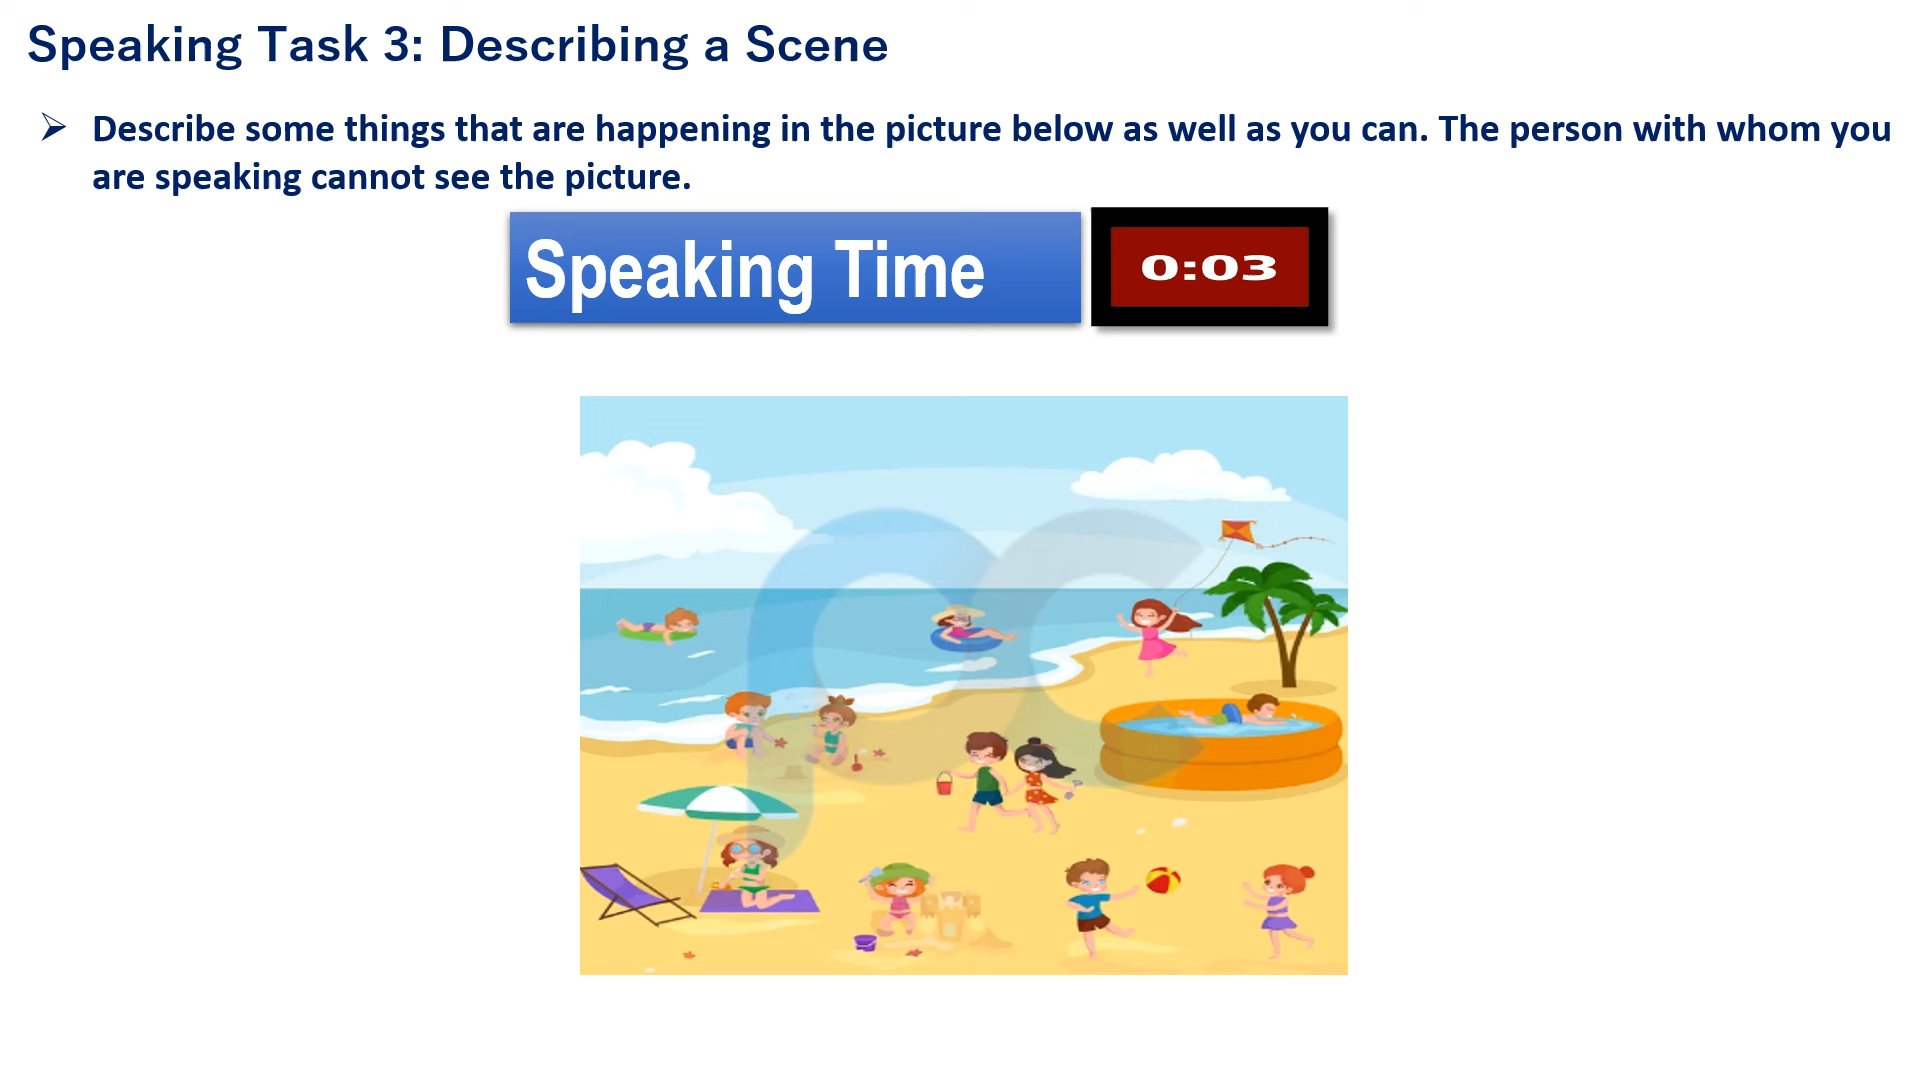 Speaking Task 3: Describing a Scene
Describe some things that are happening in the picture below as well as you can. The person with whom you
are speaking cannot see the picture.
Speaking Time
0:03